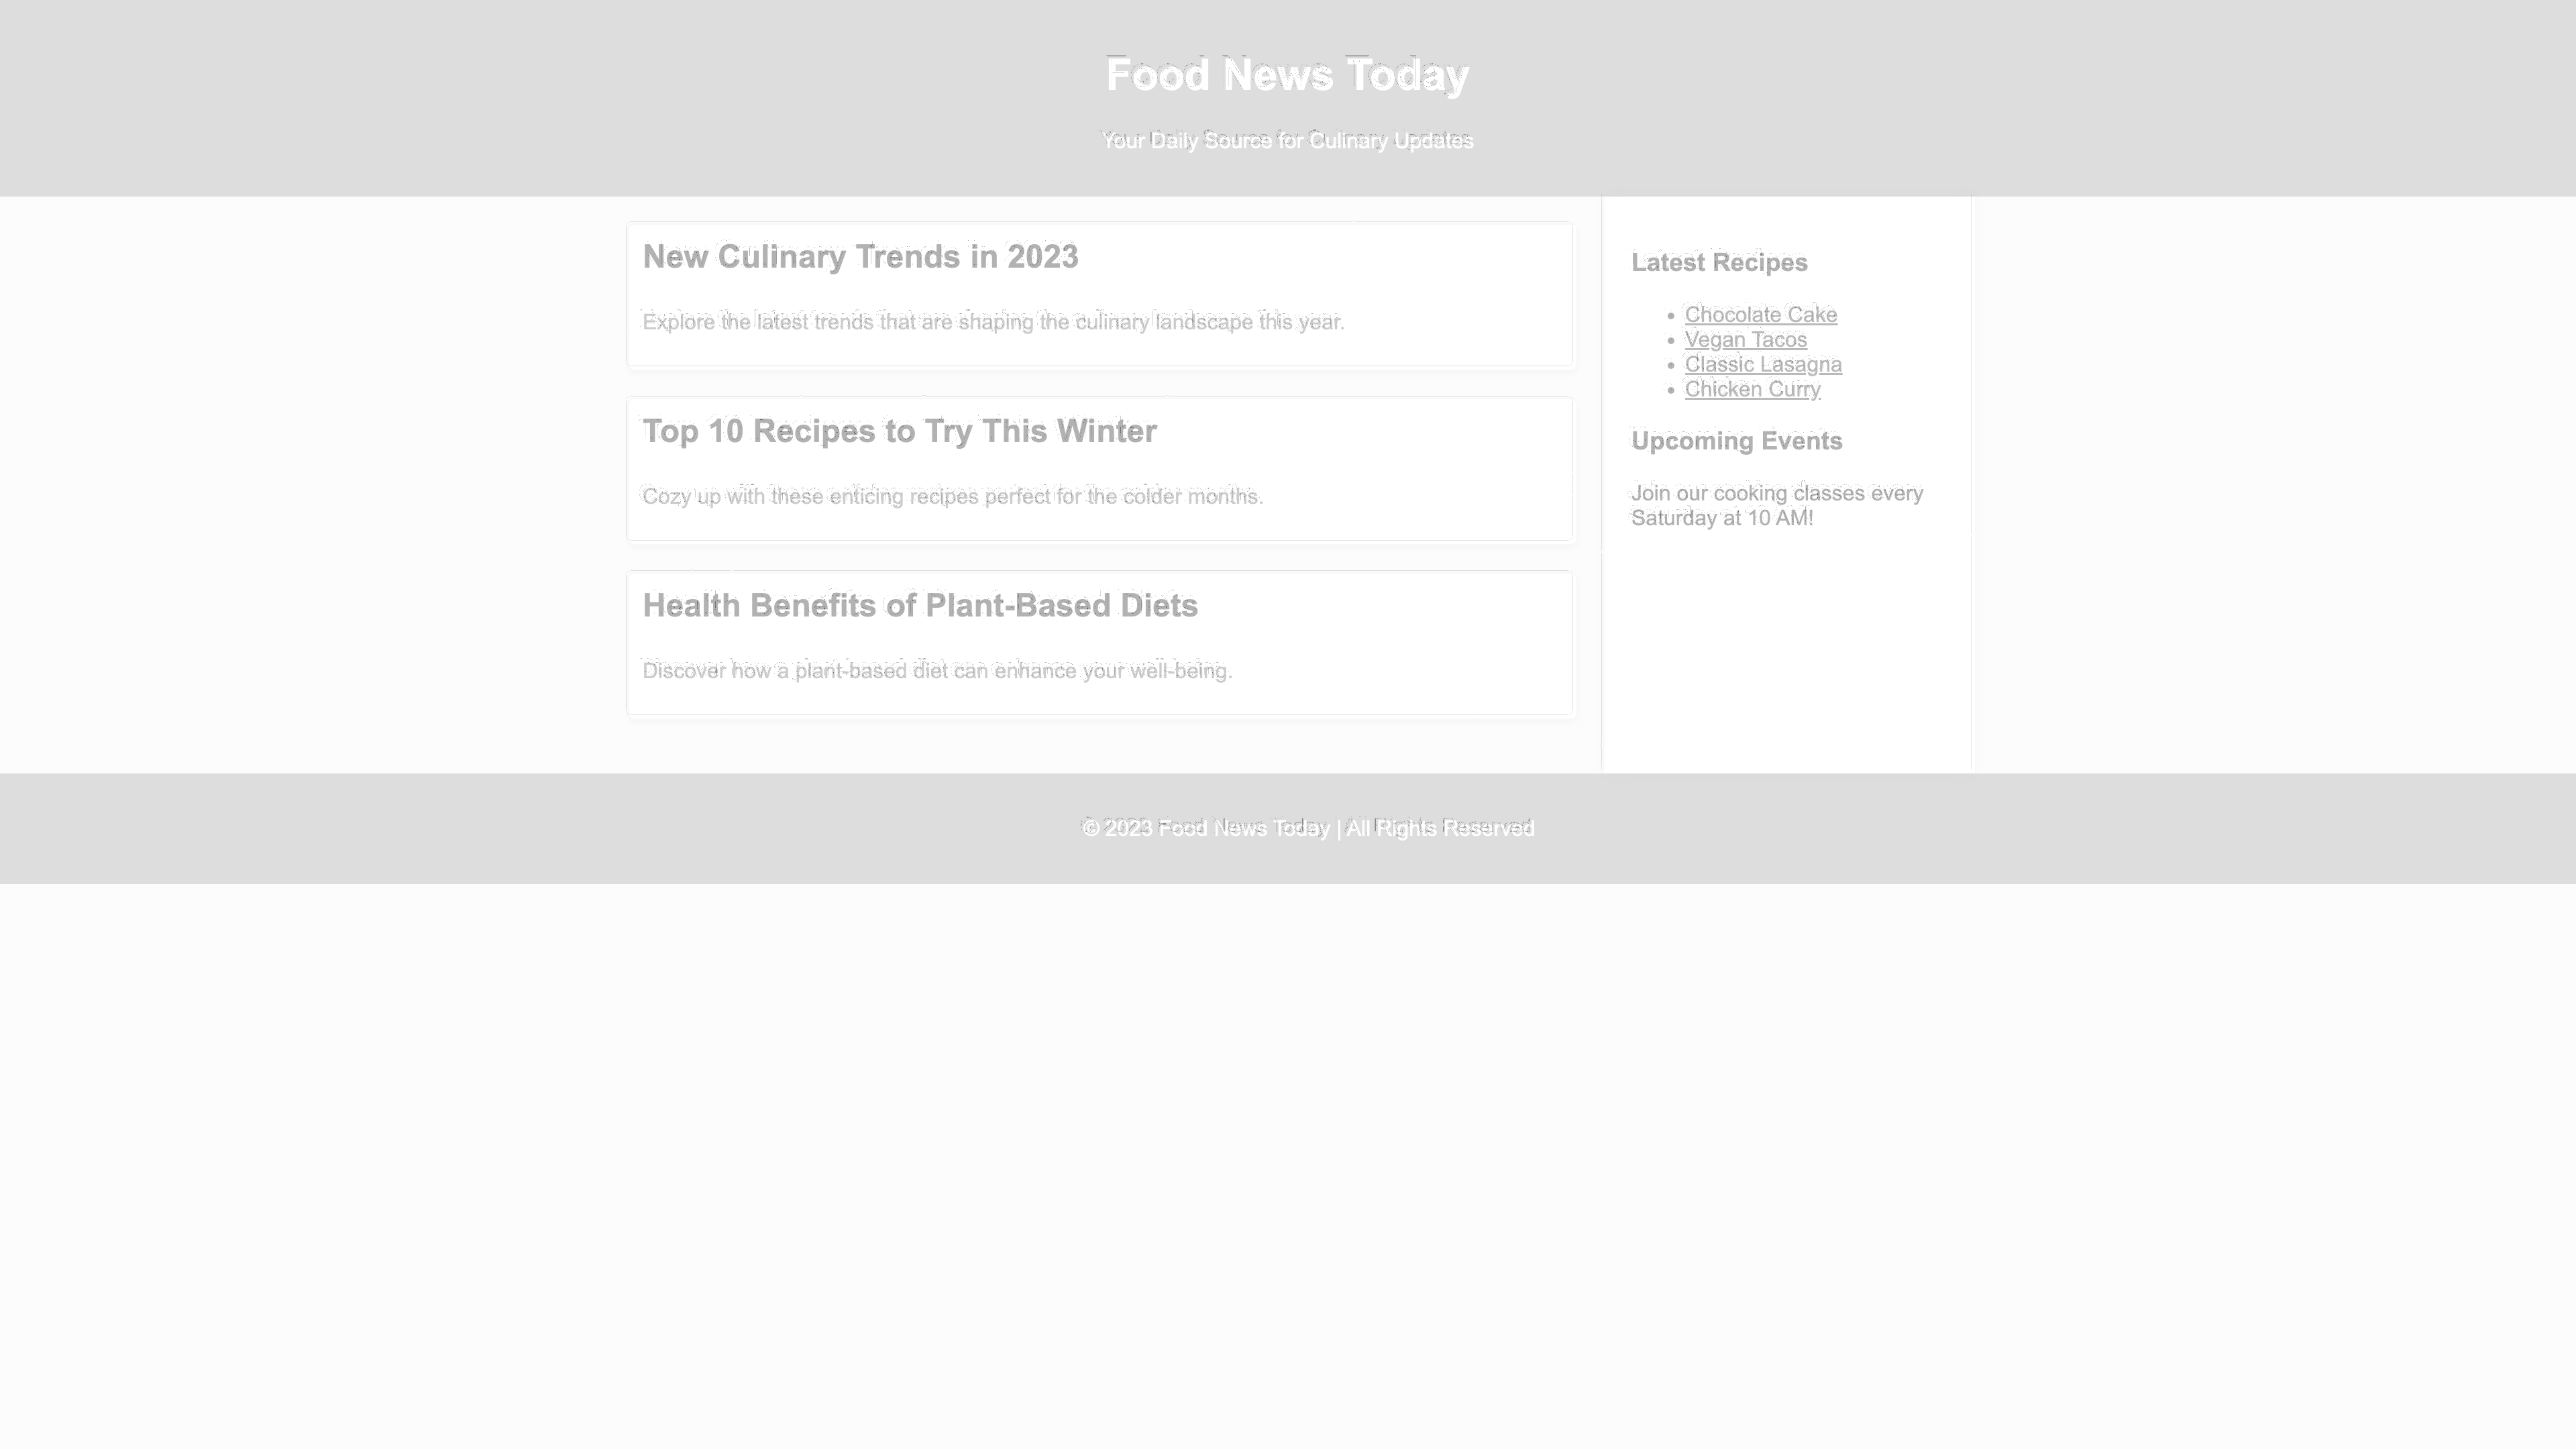 Food News Today
Your Daily Source for Culinary Updates
New Culinary Trends in 2023
Explore the latest trends that are shaping the culinary landscape this year.
Top 10 Recipes to Try This Winter
Cozy up with these enticing recipes perfect for the colder months.
Health Benefits of Plant-Based Diets
Discover how a plant-based diet can enhance your well-being.
Latest Recipes
Chocolate Cake
Vegan Tacos
Classic Lasagna
Chicken Curry
Upcoming Events
Join our cooking classes every
Saturday at 10 AM!
© 2023 Food News Today | All Rights Reserved